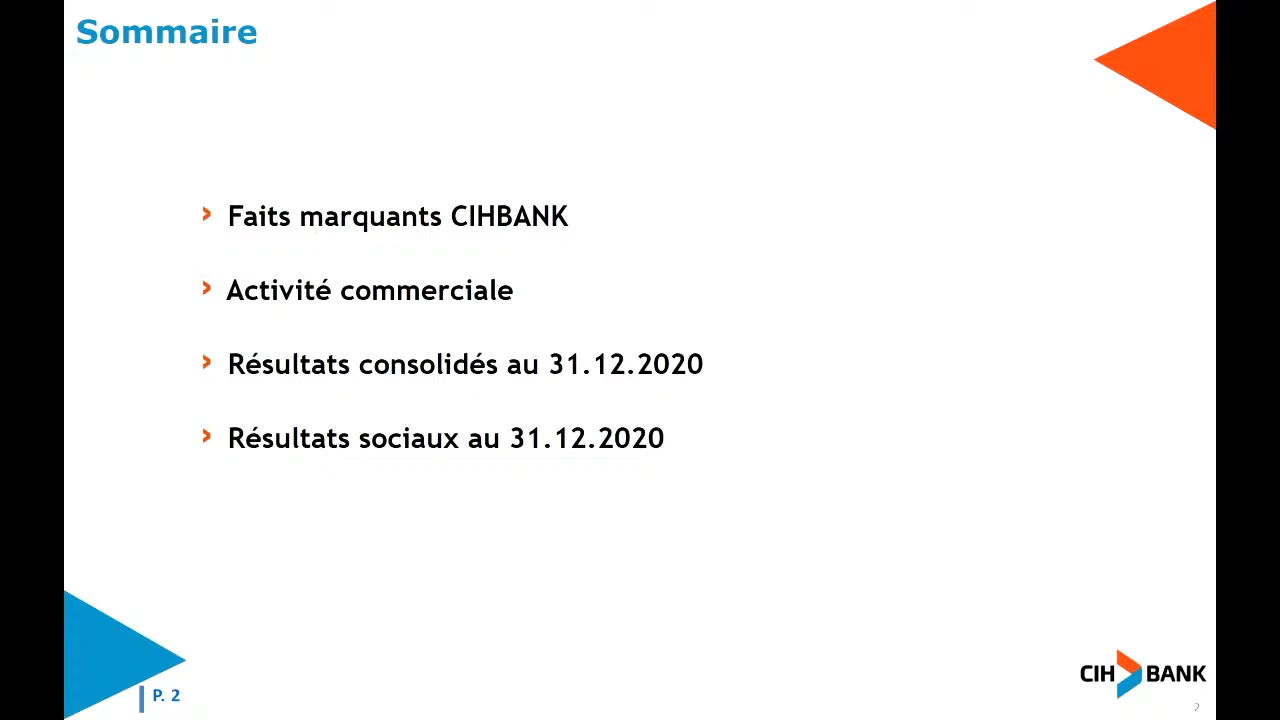 Sommaire
› Faits marquants CIHBANK
› Activité commerciale
› Résultats consolidés au 31.12.2020
› Résultats sociaux au 31.12.2020
P. 2
CIH BANK
2